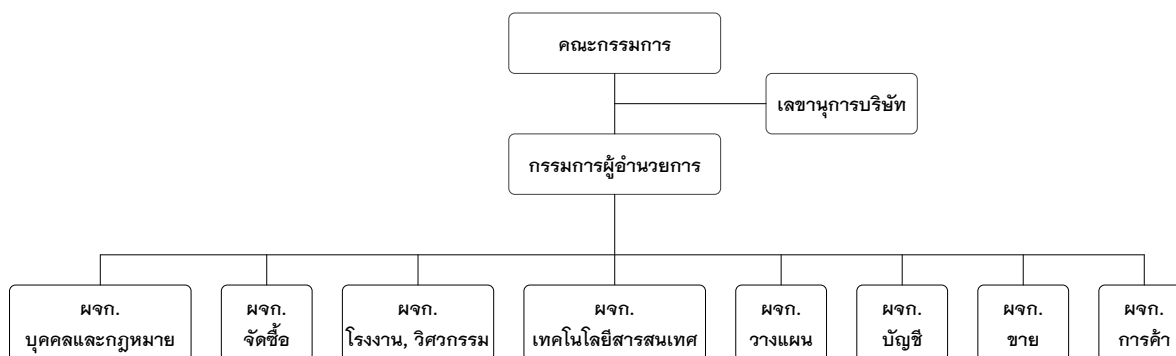 คณะกรรมการ
เลขานุการบริษัท
กรรมการผู้อำนวยการ
ผจก.
บุคคลและกฎหมาย
ผจก.
จัดซื้อ
ผจก.
โรงงาน, วิศวกรรม
ผจก.
เทคโนโลยีสารสนเทศ
ผจก.
วางแผน
ผจก.
บัญชี
ผจก.
ขาย
ผจก.
การค้า